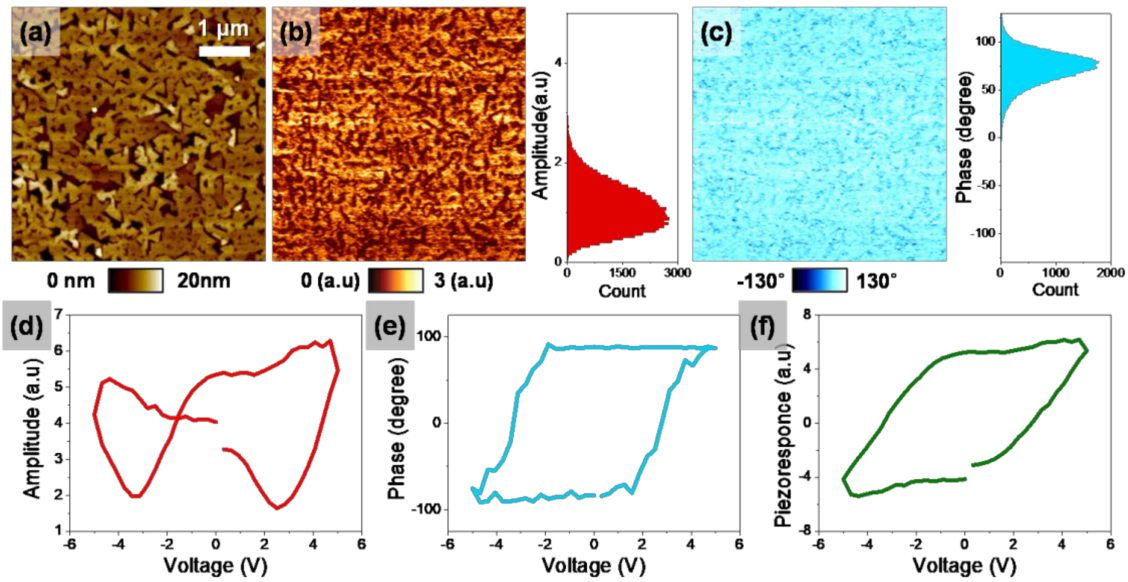 (a)
1 µm
0 nm
20nm
(b)
0 (a.u)
3 (a.u)
Amplitude(a.u)
4
2
0
0
1500
3000
Count
(c)
-130°
130°
Phase (degree)
100
50
0
-50
-100
0
1000
2000
Count
(d)
Amplitude (a.u)
7
6
5
4
3
2
1
-6
-4
-2
0
2
4
6
Voltage (V)
(e)
Phase (degree)
100
0
-100
-6
-4
-2
0
2
4
6
Voltage (V)
(f)
Piezoresponce (a.u)
8
4
0
-4
-8
-6
-4
-2
0
2
4
6
Voltage (V)